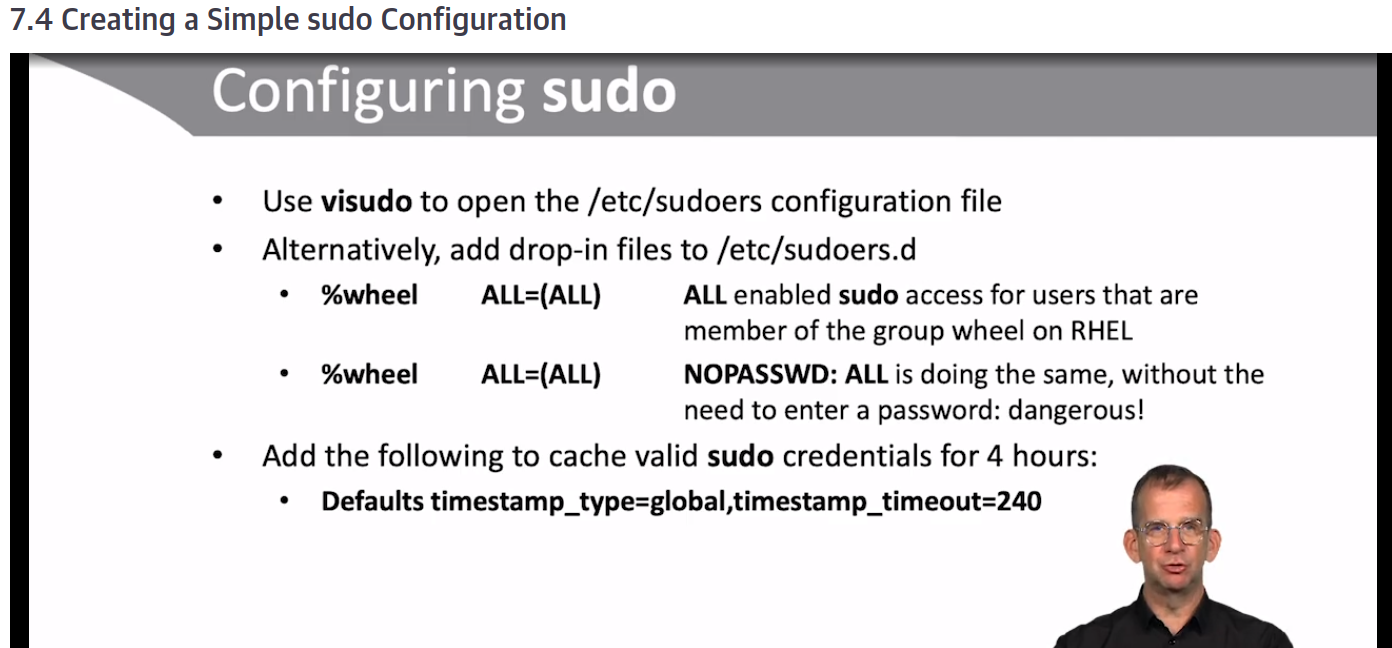 7.4 Creating a Simple sudo Configuration
Configuring sudo
• Use visudo to open the /etc/sudoers configuration file
• Alternatively, add drop-in files to /etc/sudoers.d
• %wheel ALL=(ALL) ALL enabled sudo access for users that are
member of the group wheel on RHEL
• %wheel ALL=(ALL) NOPASSWD: ALL is doing the same, without the
need to enter a password: dangerous!
• Add the following to cache valid sudo credentials for 4 hours:
• Defaults timestamp_type=global,timestamp_timeout=240